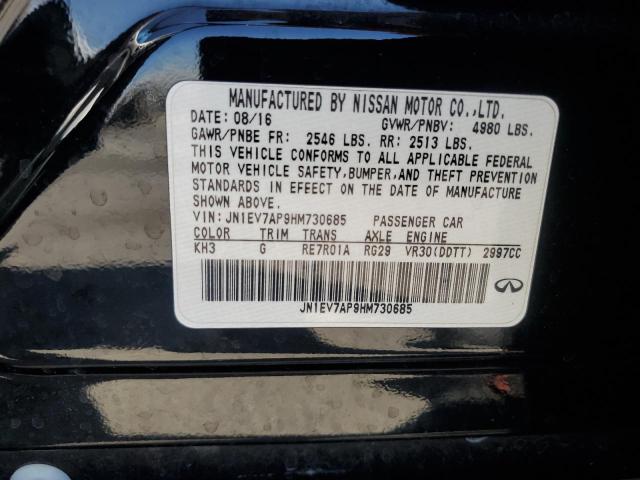 MANUFACTURED BY NISSAN MOTOR CO.,LTD.
DATE: 08/16 GVWR/PNBV: 4980 LBS.
GAWR/PNBE FR: 2546 LBS. RR: 2513 LBS.
THIS VEHICLE CONFORMS TO ALL APPLICABLE FEDERAL
MOTOR VEHICLE SAFETY,BUMPER,AND THEFT PREVENTION
STANDARDS IN EFFECT ON THE DATE OF MANUFACTURE
SHOWN ABOVE.
VIN: JN1EV7AP9HM730685 PASSENGER CAR
COLOR TRIM TRANS AXLE ENGINE
KH3 G RE7R01A RG29 VR30(DDTT) 2997CC
JN1EV7AP9HM730685